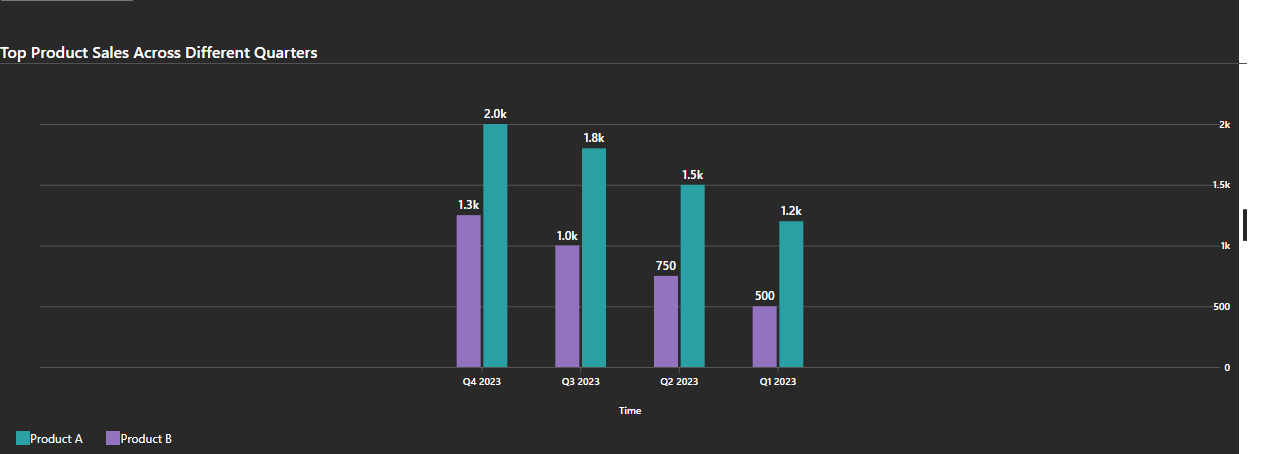 Top Product Sales Across Different Quarters
2.0k
1.8k
1.5k
1.3k
1.2k
1.0k
750
500
2k
1.5k
1k
500
0
Q4 2023 Q3 2023 Q2 2023 Q1 2023
Time
Product A Product B